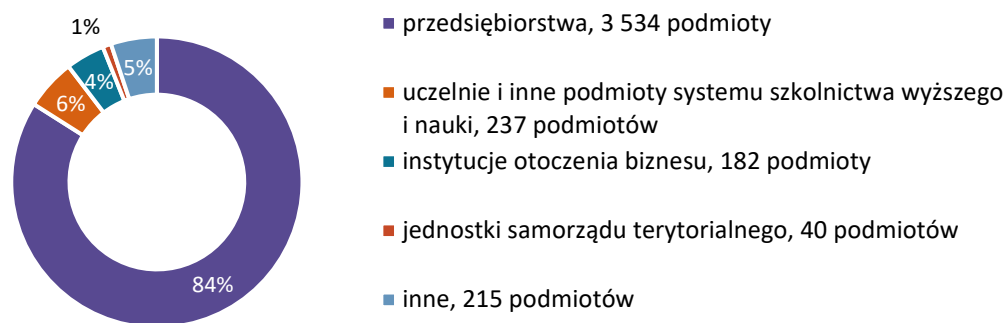 1%
5%
4%
6%
84%
przedsiębiorstwa, 3 534 podmioty
uczelnie i inne podmioty systemu szkolnictwa wyższego
i nauki, 237 podmiotów
instytucje otoczenia biznesu, 182 podmioty
jednostki samorządu terytorialnego, 40 podmiotów
inne, 215 podmiotów